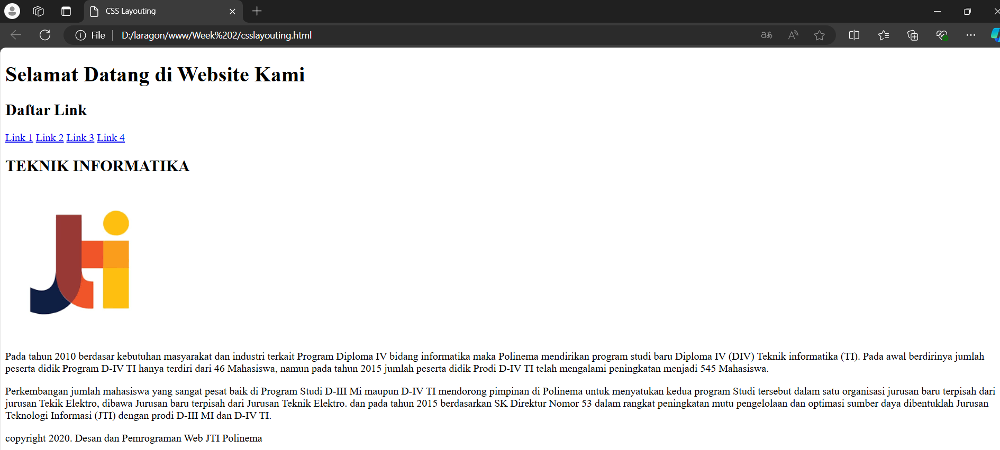 CSS Layouting
File
D:/laragon/www/Week%202/csslayouting.html
Selamat Datang di Website Kami
Daftar Link
Link 1 Link 2 Link 3 Link 4
TEKNIK INFORMATIKA
jti
Pada tahun 2010 berdasar kebutuhan masyarakat dan industri terkait Program Diploma IV bidang informatika maka Polinema mendirikan program studi baru Diploma IV (DIV) Teknik informatika (TI). Pada awal berdirinya jumlah
peserta didik Program D-IV TI hanya terdiri dari 46 Mahasiswa, namun pada tahun 2015 jumlah peserta didik Prodi D-IV TI telah mengalami peningkatan menjadi 545 Mahasiswa.
Perkembangan jumlah mahasiswa yang sangat pesat baik di Program Studi D-III Mi maupun D-IV TI mendorong pimpinan di Polinema untuk menyatukan kedua program Studi tersebut dalam satu organisasi jurusan baru terpisah dari
jurusan Tekik Elektro, dibawa Jurusan baru terpisah dari Jurusan Teknik Elektro. dan pada tahun 2015 berdasarkan SK Direktur Nomor 53 dalam rangkat peningkatan mutu pengelolaan dan optimasi sumber daya dibentuklah Jurusan
Teknologi Informasi (JTI) dengan prodi D-III MI dan D-IV TI.
copyright 2020. Desan dan Pemrograman Web JTI Polinema